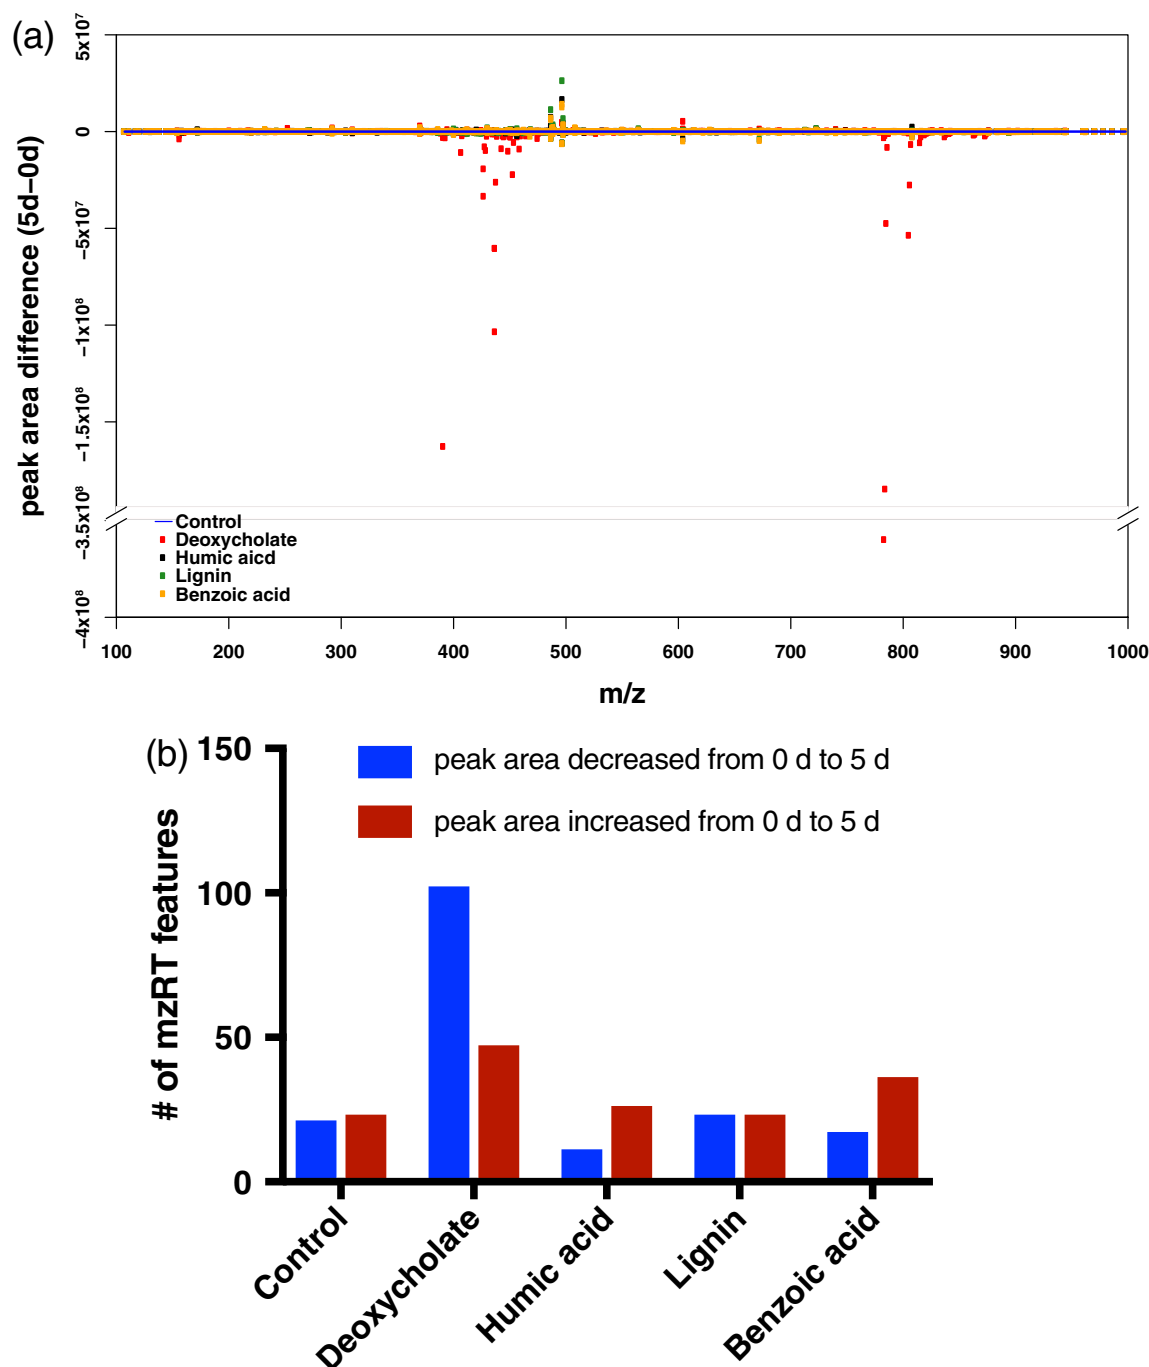 (a)
5x10⁷
0
−5x10⁷
−1x10⁸
−1.5x10⁸
−3.5x10⁸
−4x10⁸
peak area difference (5d−0d)
Control
Deoxycholate
Humic aicd
Lignin
Benzoic acid
100 200 300 400 500 600 700 800 900 1000
m/z
(b)
peak area decreased from 0 d to 5 d
peak area increased from 0 d to 5 d
150
100
50
0
# of mzRT features
Control
Deoxycholate
Humic acid
Lignin
Benzoic acid